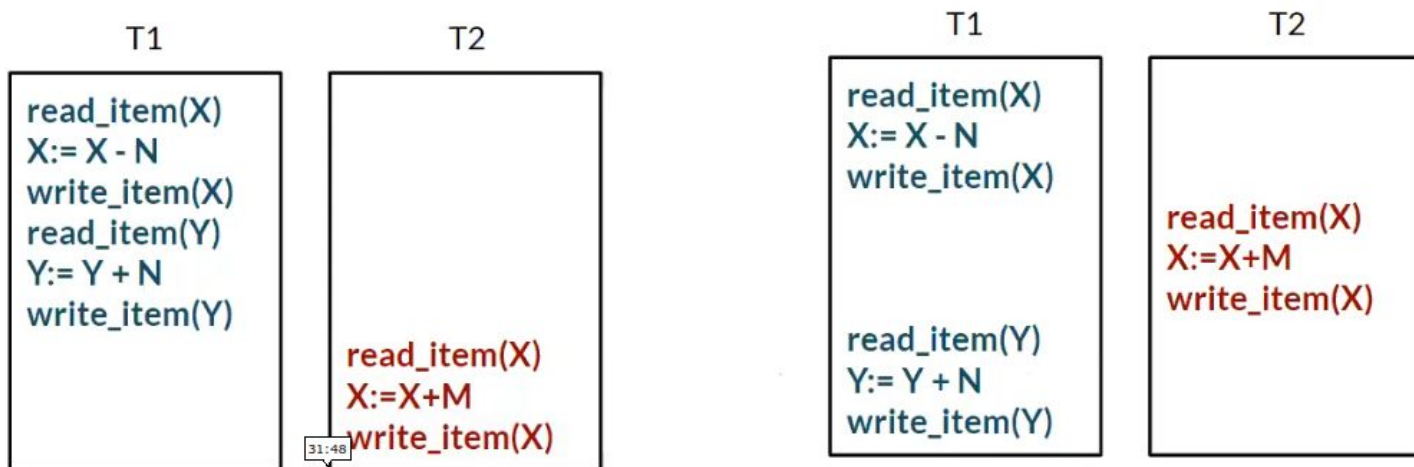 T1
read_item(X)
X:= X - N
write_item(X)
read_item(Y)
Y:= Y + N
write_item(Y)
T2
read_item(X)
X:=X+M
write_item(X)
31:48
T1
read_item(X)
X:= X - N
write_item(X)
read_item(Y)
Y:= Y + N
write_item(Y)
T2
read_item(X)
X:=X+M
write_item(X)